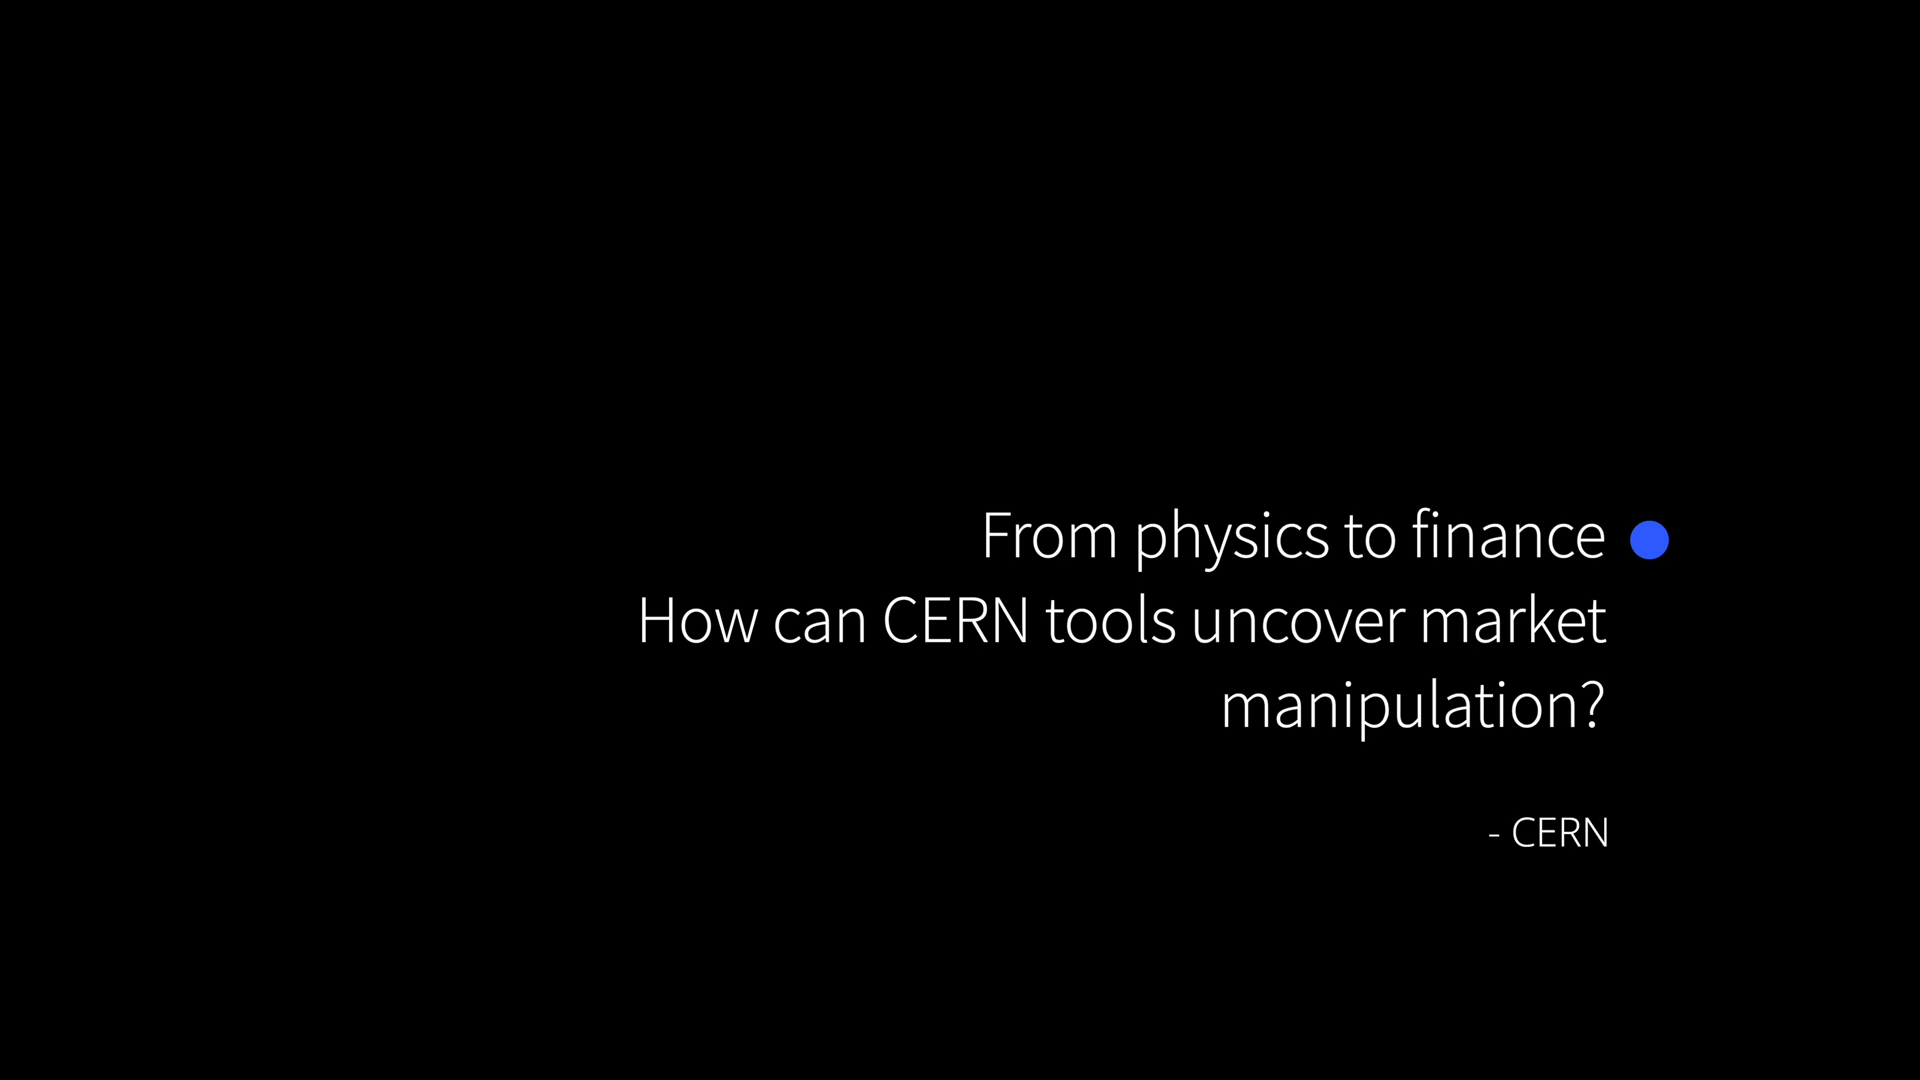 From physics to finance
How can CERN tools uncover market
manipulation?
- CERN